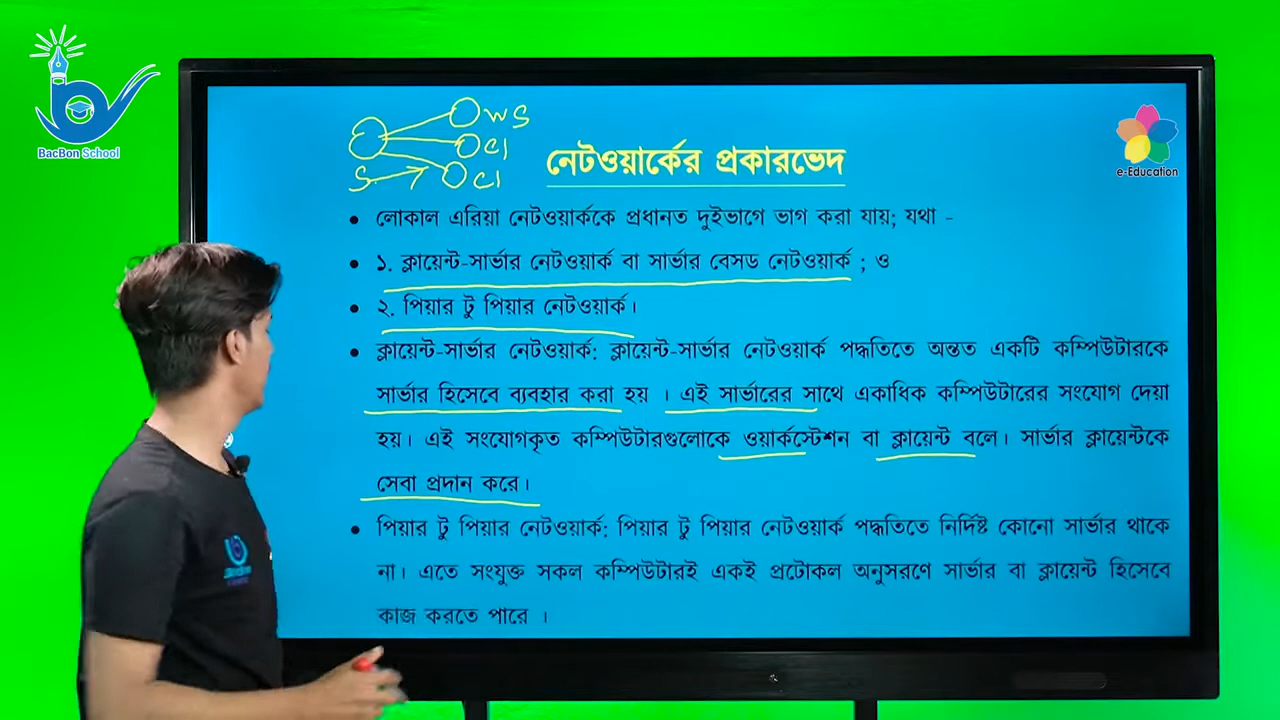 BacBon School
e-Education
WS
Cl
S
Cl
নেটওয়ার্কের প্রকারভেদ
• লোকাল এরিয়া নেটওয়ার্ককে প্রধানত দুইভাগে ভাগ করা যায়; যথা -
• ১. ক্লায়েন্ট-সার্ভার নেটওয়ার্ক বা সার্ভার বেসড নেটওয়ার্ক ; ও
• ২. পিয়ার টু পিয়ার নেটওয়ার্ক।
• ক্লায়েন্ট-সার্ভার নেটওয়ার্ক: ক্লায়েন্ট-সার্ভার নেটওয়ার্ক পদ্ধতিতে অন্তত একটি কম্পিউটারকে
সার্ভার হিসেবে ব্যবহার করা হয় । এই সার্ভারের সাথে একাধিক কম্পিউটারের সংযোগ দেয়া
হয়। এই সংযোগকৃত কম্পিউটারগুলোকে ওয়ার্কস্টেশন বা ক্লায়েন্ট বলে। সার্ভার ক্লায়েন্টকে
সেবা প্রদান করে।
• পিয়ার টু পিয়ার নেটওয়ার্ক: পিয়ার টু পিয়ার নেটওয়ার্ক পদ্ধতিতে নির্দিষ্ট কোনো সার্ভার থাকে
না। এতে সংযুক্ত সকল কম্পিউটারই একই প্রটোকল অনুসরণে সার্ভার বা ক্লায়েন্ট হিসেবে
কাজ করতে পারে ।